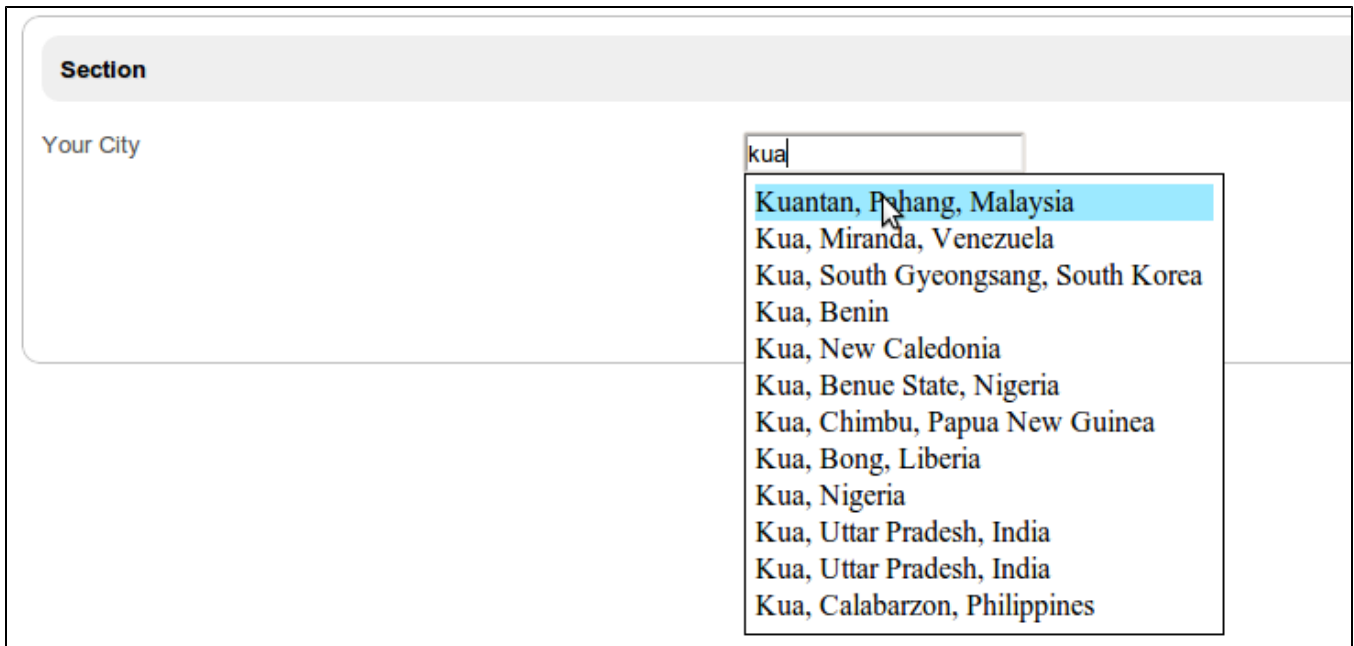 Section
Your City
kua
Kuantan, Pahang, Malaysia
Kua, Miranda, Venezuela
Kua, South Gyeongsang, South Korea
Kua, Benin
Kua, New Caledonia
Kua, Benue State, Nigeria
Kua, Chimbu, Papua New Guinea
Kua, Bong, Liberia
Kua, Nigeria
Kua, Uttar Pradesh, India
Kua, Uttar Pradesh, India
Kua, Calabarzon, Philippines